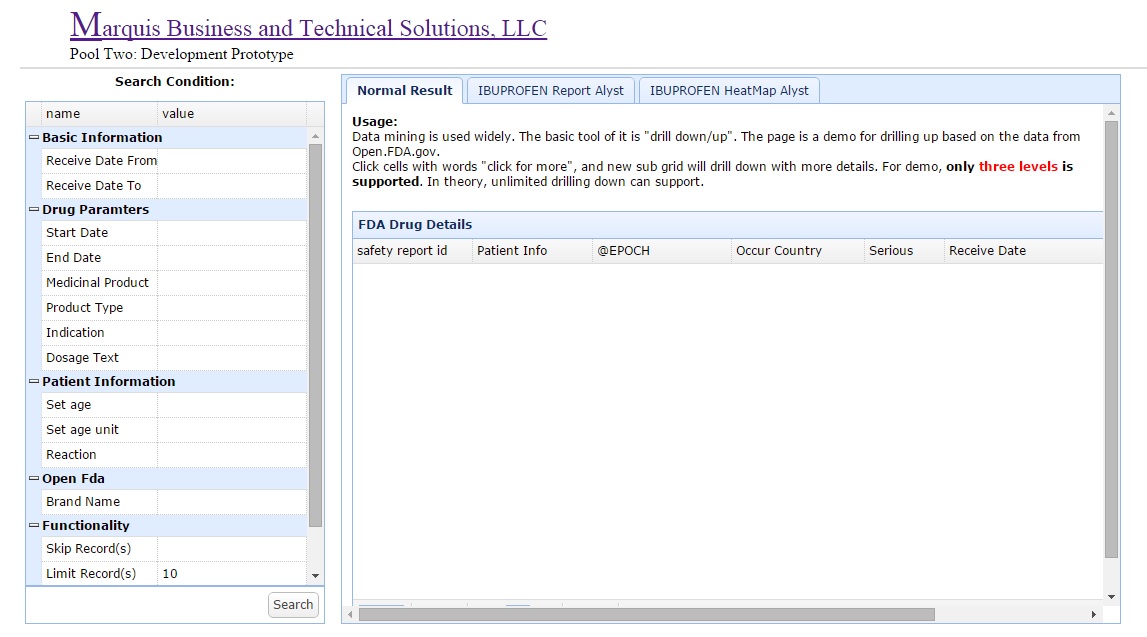 Marquis Business and Technical Solutions, LLC
Pool Two: Development Prototype
Search Condition:
name value
Basic Information
Receive Date From
Receive Date To
Drug Paramters
Start Date
End Date
Medicinal Product
Product Type
Indication
Dosage Text
Patient Information
Set age
Set age unit
Reaction
Open Fda
Brand Name
Functionality
Skip Record(s)
Limit Record(s) 10
Search
Normal Result IBUPROFEN Report Alyst IBUPROFEN HeatMap Alyst
Usage:
Data mining is used widely. The basic tool of it is "drill down/up". The page is a demo for drilling up based on the data from
Open.FDA.gov.
Click cells with words "click for more", and new sub grid will drill down with more details. For demo, only three levels is
supported. In theory, unlimited drilling down can support.
FDA Drug Details
safety report id Patient Info @EPOCH Occur Country Serious Receive Date